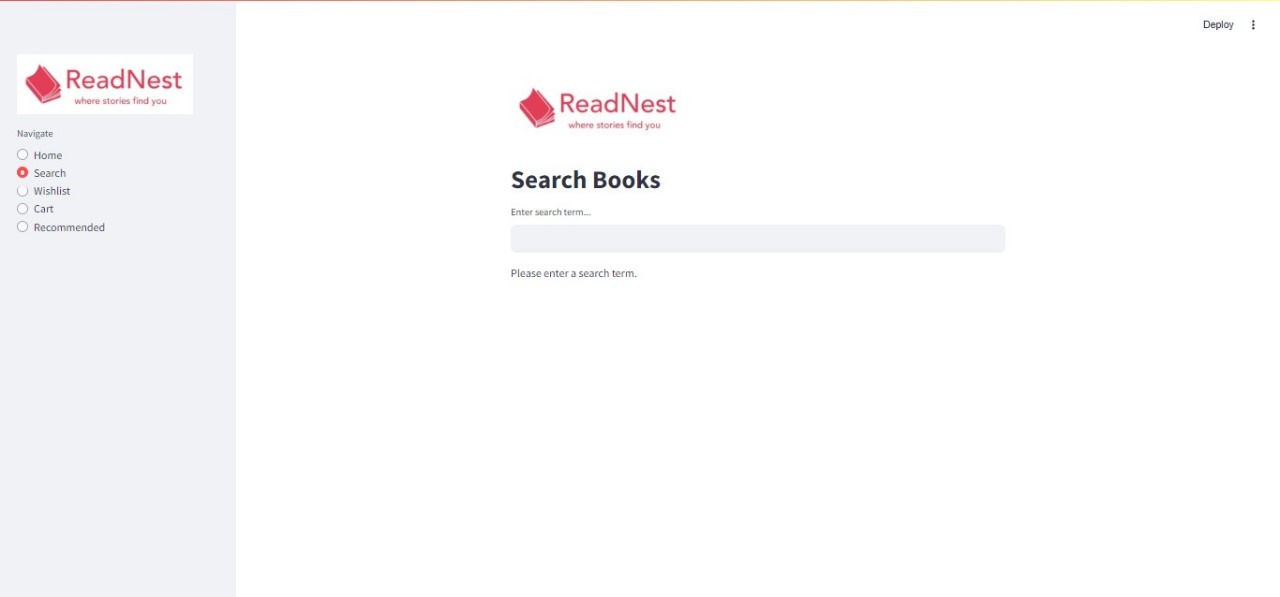 Deploy
ReadNest
where stories find you
Navigate
Home
Search
Wishlist
Cart
Recommended
ReadNest
where stories find you
Search Books
Enter search term...
Please enter a search term.